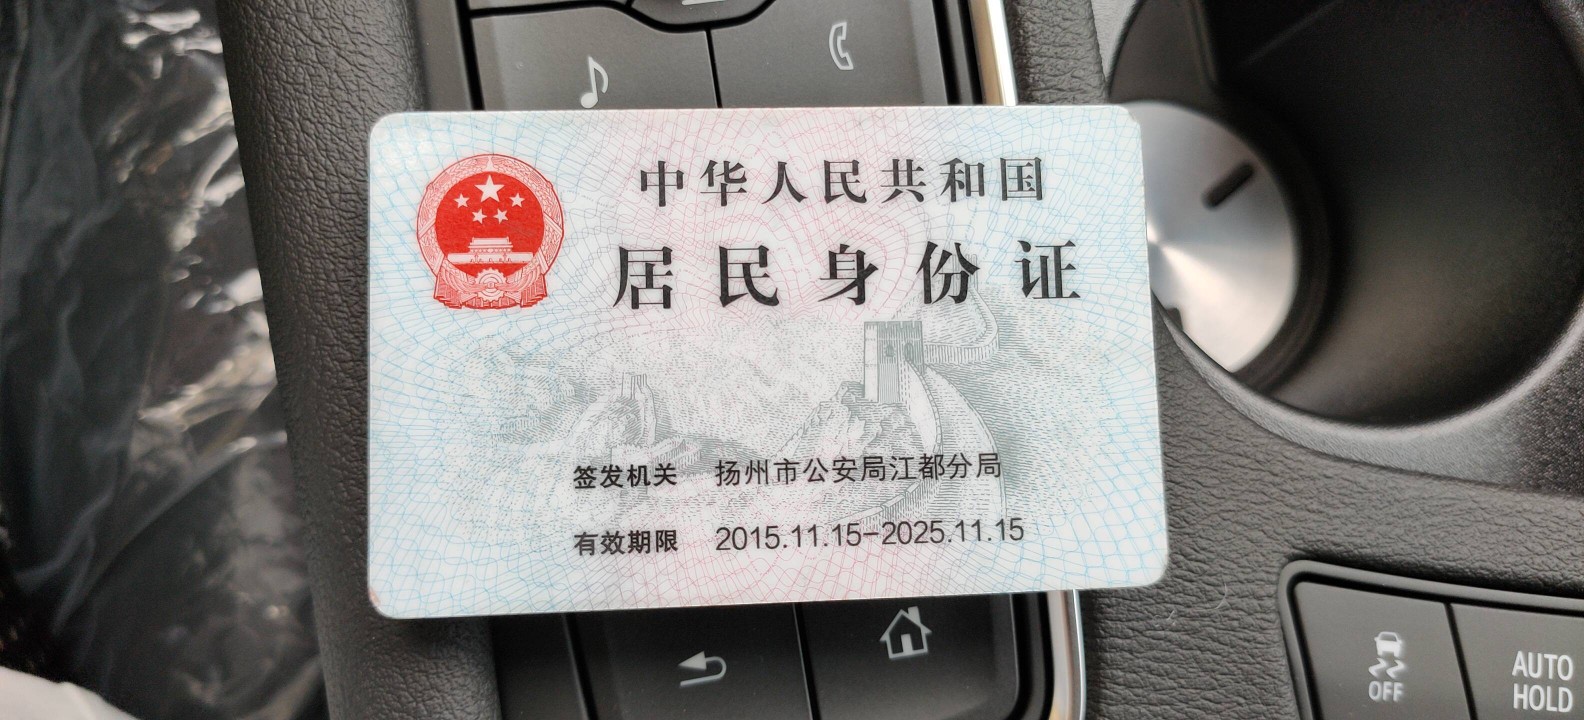 中华人民共和国
居民身份证
签发机关 扬州市公安局江都分局
有效期限 2015.11.15-2025.11.15
OFF
AUTO
HOLD